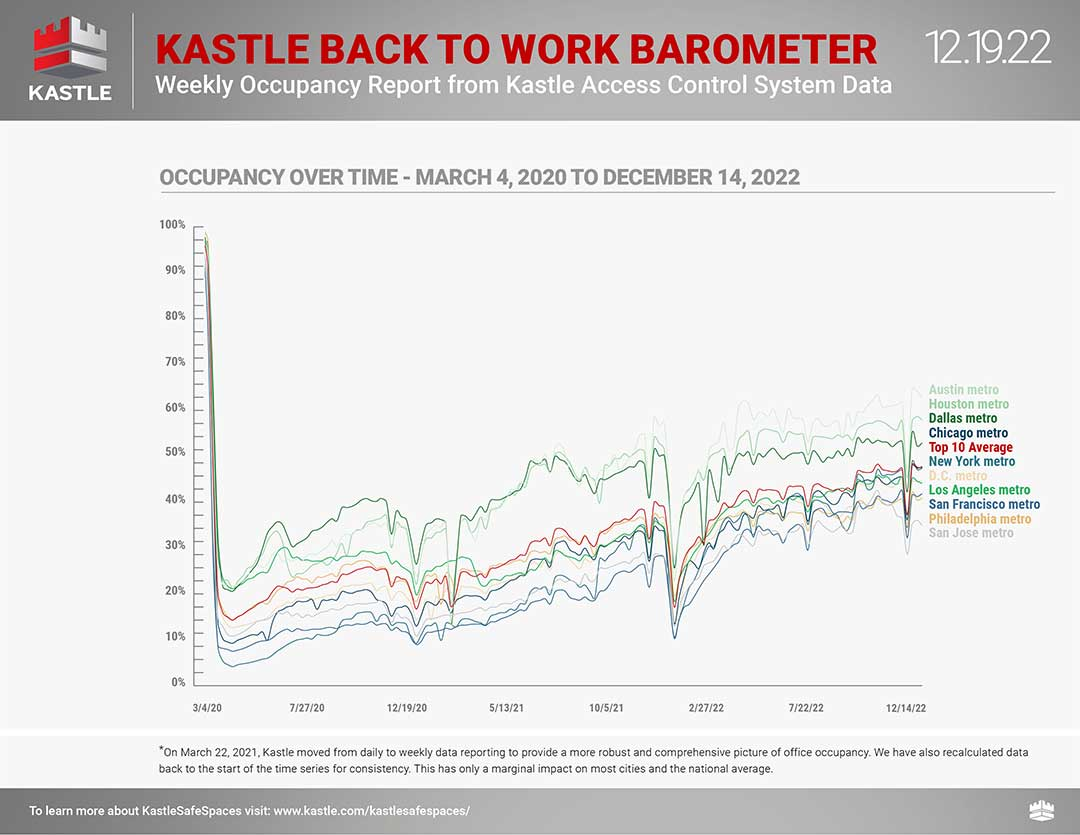 KASTLE
KASTLE BACK TO WORK BAROMETER
12.19.22
Weekly Occupancy Report from Kastle Access Control System Data
OCCUPANCY OVER TIME - MARCH 4, 2020 TO DECEMBER 14, 2022
100%
90%
80%
70%
60%
50%
40%
30%
20%
10%
0%
Austin metro
Houston metro
Dallas metro
Chicago metro
Top 10 Average
New York metro
D.C. metro
Los Angeles metro
San Francisco metro
Philadelphia metro
San Jose metro
3/4/20
7/27/20
12/19/20
5/13/21
10/5/21
2/27/22
7/22/22
12/14/22
*On March 22, 2021, Kastle moved from daily to weekly data reporting to provide a more robust and comprehensive picture of office occupancy. We have also recalculated data
back to the start of the time series for consistency. This has only a marginal impact on most cities and the national average.
To learn more about KastleSafeSpaces visit: www.kastle.com/kastlesafespaces/